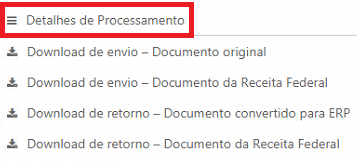 Detalhes de Processamento
Download de envio – Documento original
Download de envio – Documento da Receita Federal
Download de retorno – Documento convertido para ERP
Download de retorno – Documento da Receita Federal